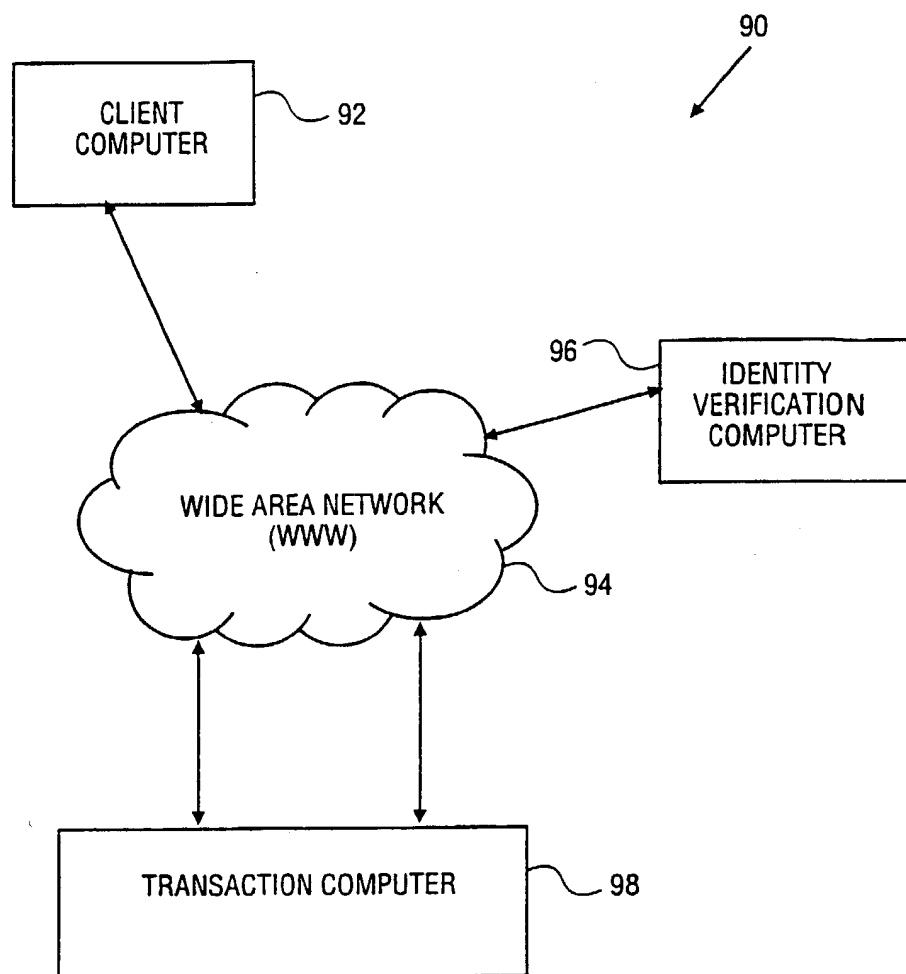 90
CLIENT
COMPUTER
92
96
IDENTITY
VERIFICATION
COMPUTER
WIDE AREA NETWORK
(WWW)
94
TRANSACTION COMPUTER
98